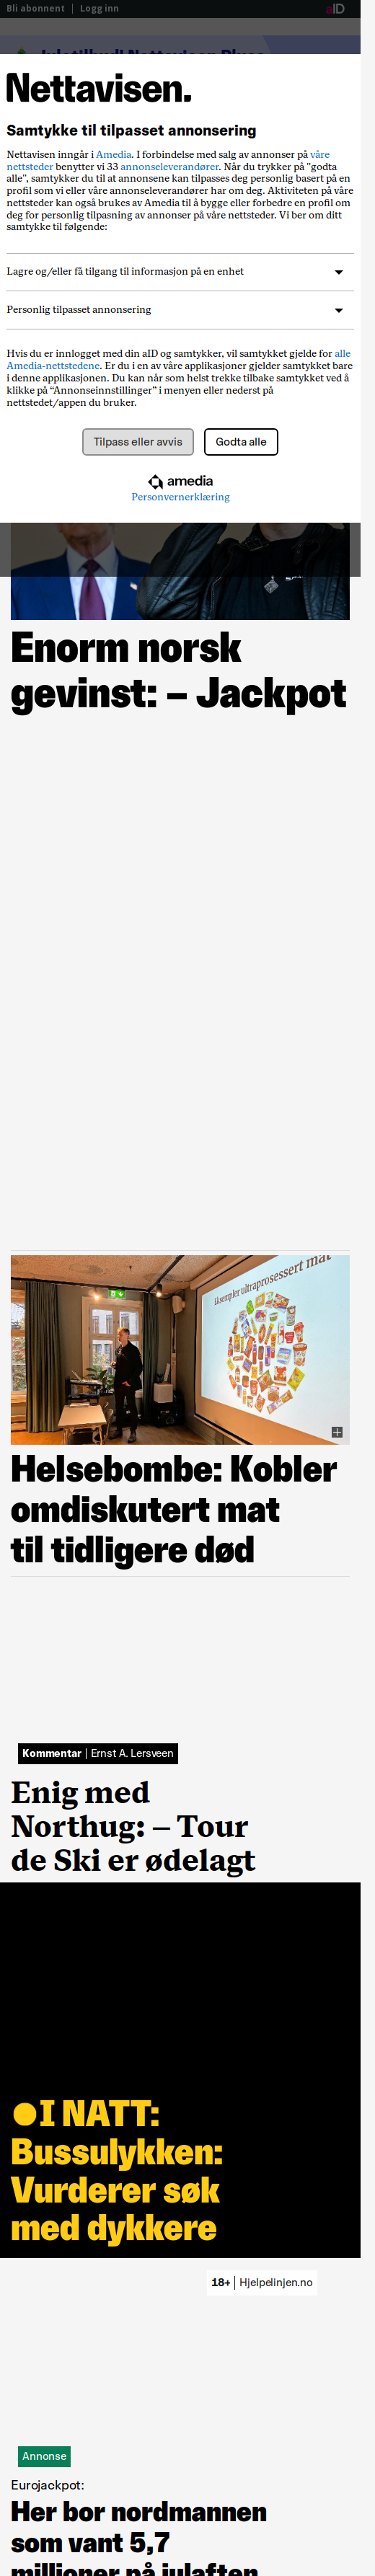 Bli abonnent | Logg inn
aID
Nettavisen.
Samtykke til tilpasset annonsering
Nettavisen inngår i Amedia. I forbindelse med salg av annonser på våre
nettsteder benytter vi 33 annonseleverandører. Når du trykker på "godta
alle", samtykker du til at annonsene kan tilpasses deg personlig basert på en
profil som vi eller våre annonseleverandører har om deg. Aktiviteten på våre
nettsteder kan også brukes av Amedia til å bygge eller forbedre en profil om
deg for personlig tilpasning av annonser på våre nettsteder. Vi ber om ditt
samtykke til følgende:
Lagre og/eller få tilgang til informasjon på en enhet
Personlig tilpasset annonsering
Hvis du er innlogget med din aID og samtykker, vil samtykket gjelde for alle
Amedia-nettstedene. Er du i en av våre applikasjoner gjelder samtykket bare
i denne applikasjonen. Du kan når som helst trekke tilbake samtykket ved å
klikke på “Annonseinnstillinger” i menyen eller nederst på
nettstedet/appen du bruker.
Tilpass eller avvis
Godta alle
amedia
Personvernerklæring
Enorm norsk
gevinst: – Jackpot
Eksempler ultraprosessert mat
Helsebombe: Kobler
omdiskutert mat
til tidligere død
Kommentar | Ernst A. Lersveen
Enig med
Northug: – Tour
de Ski er ødelagt
●I NATT:
Bussulykken:
Vurderer søk
med dykkere
18+ | Hjelpelinjen.no
Annonse
Eurojackpot:
Her bor nordmannen
som vant 5,7
millioner på julaften